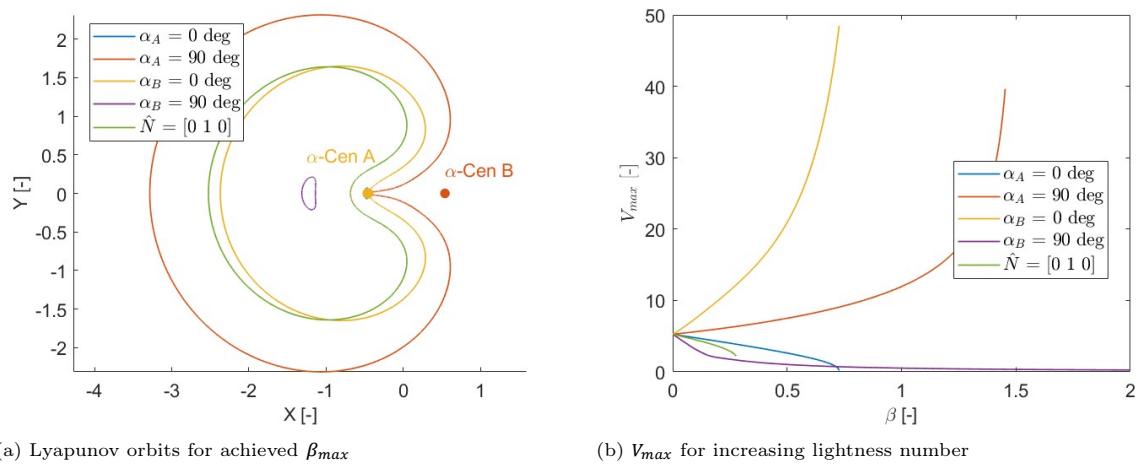 2
1.5
1
0.5
0
-0.5
-1
-1.5
-2
Y [-]
-4 -3 -2 -1 0 1
X [-]
α_A = 0 deg
α_A = 90 deg
α_B = 0 deg
α_B = 90 deg
N̂ = [0 1 0]
α-Cen A
α-Cen B
(a) Lyapunov orbits for achieved β_max
50
40
30
20
10
0
V_max [-]
0 0.5 1 1.5 2
β [-]
α_A = 0 deg
α_A = 90 deg
α_B = 0 deg
α_B = 90 deg
N̂ = [0 1 0]
(b) V_max for increasing lightness number